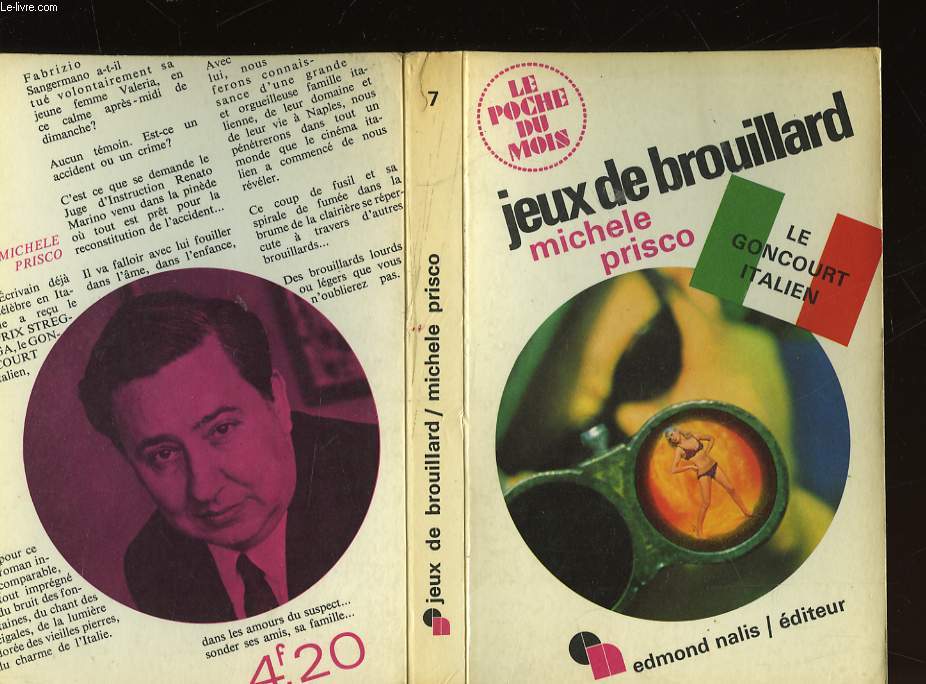 Le-livre.com
Fabrizio
Sangermano a-t-il
tué volontairement sa
jeune femme Valeria, en
ce calme après-midi de
dimanche?
Aucun témoin. Est-ce un
accident ou un crime?
C'est ce que se demande le
Juge d'Instruction Renato
Marino venu dans la pinède
où tout est prêt pour la
reconstitution de l'accident...
Il va falloir avec lui fouiller
dans l'âme, dans l'enfance,
dans les amours du suspect...
sonder ses amis, sa famille...
Avec
lui, nous
ferons connais-
sance d'une grande
et orgueilleuse famille ita-
lienne, de leur domaine et
de leur vie à Naples, nous
pénétrerons dans tout un
monde que le cinéma ita-
lien a commencé de nous
révéler.
Ce coup de fusil et sa
spirale de fumée dans la
brume de la clairière se réper-
cute à travers d'autres
brouillards...
Des brouillards lourds
ou légers que vous
n'oublierez pas.
MICHELE
PRISCO
Écrivain déjà
célèbre en Ita-
a reçu le
PRIX STREG-
GA, le GON-
COURT
italien,
pour ce
roman in-
comparable,
tout imprégné
du bruit des fon-
taines, du chant des
cigales, de la lumière
dorée des vieilles pierres,
du charme de l'Italie.
4F,20
7
jeux de brouillard/michele prisco
LE
POCHE
DU
MOIS
jeux de brouillard
michele
prisco
LE
GONCOURT
ITALIEN
edmond nalis / éditeur